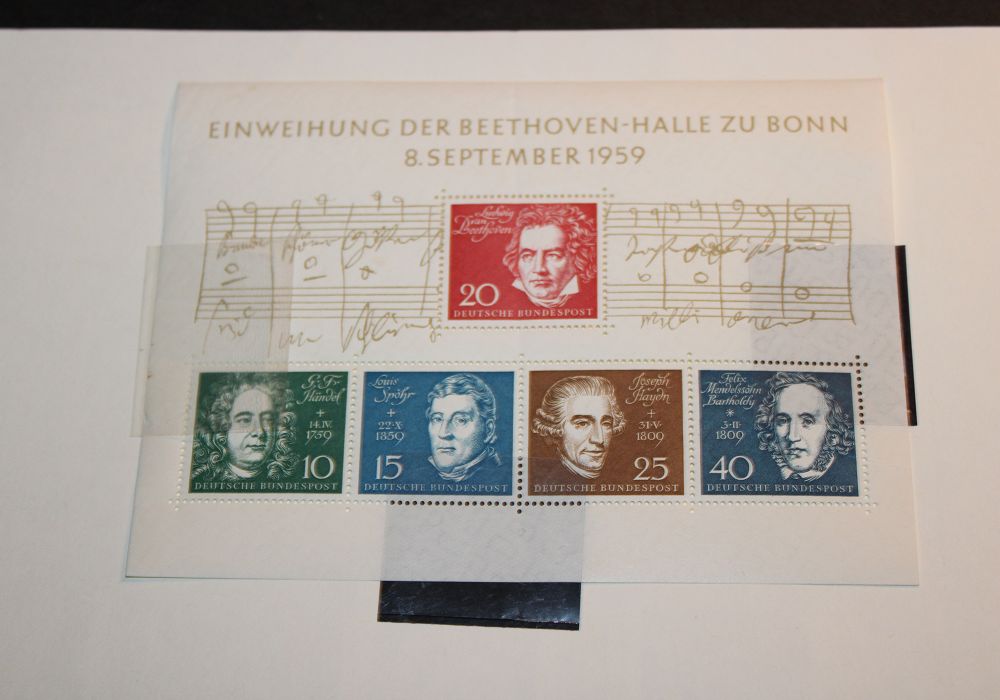 EINWEIHUNG DER BEETHOVEN-HALLE ZU BONN
8. SEPTEMBER 1959
Ludwig
van
Beethoven
20
DEUTSCHE BUNDESPOST
G. Fr.
Händel
+
14·IV·
1759
10
DEUTSCHE BUNDESPOST
Louis
Spohr
+
22·X·
1859
15
DEUTSCHE BUNDESPOST
Joseph
Haydn
+
31·V·
1809
25
DEUTSCHE BUNDESPOST
Felix
Mendelssohn
Bartholdy
*
3·II·
1809
40
DEUTSCHE BUNDESPOST